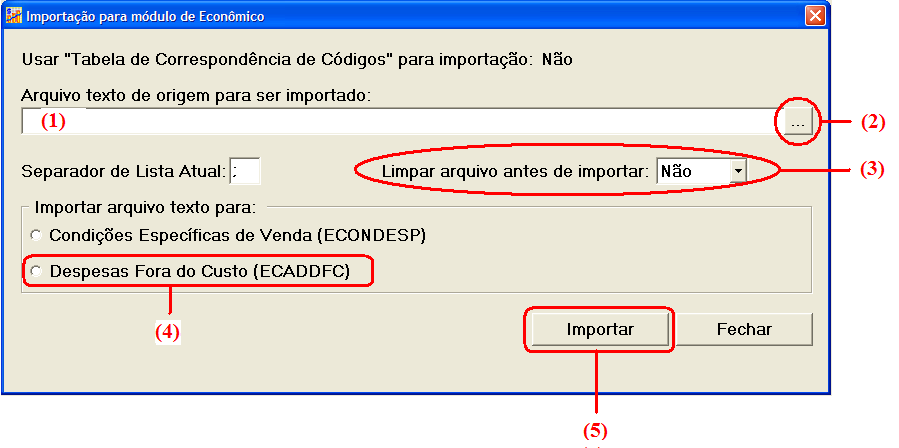 Importação para módulo de Econômico
Usar "Tabela de Correspondência de Códigos" para importação: Não
Arquivo texto de origem para ser importado:
(1) ... (2)
Separador de Lista Atual: ; Limpar arquivo antes de importar: Não (3)
Importar arquivo texto para:
Condições Específicas de Venda (ECONDESP)
Despesas Fora do Custo (ECADDFC)
(4)
Importar Fechar
(5)